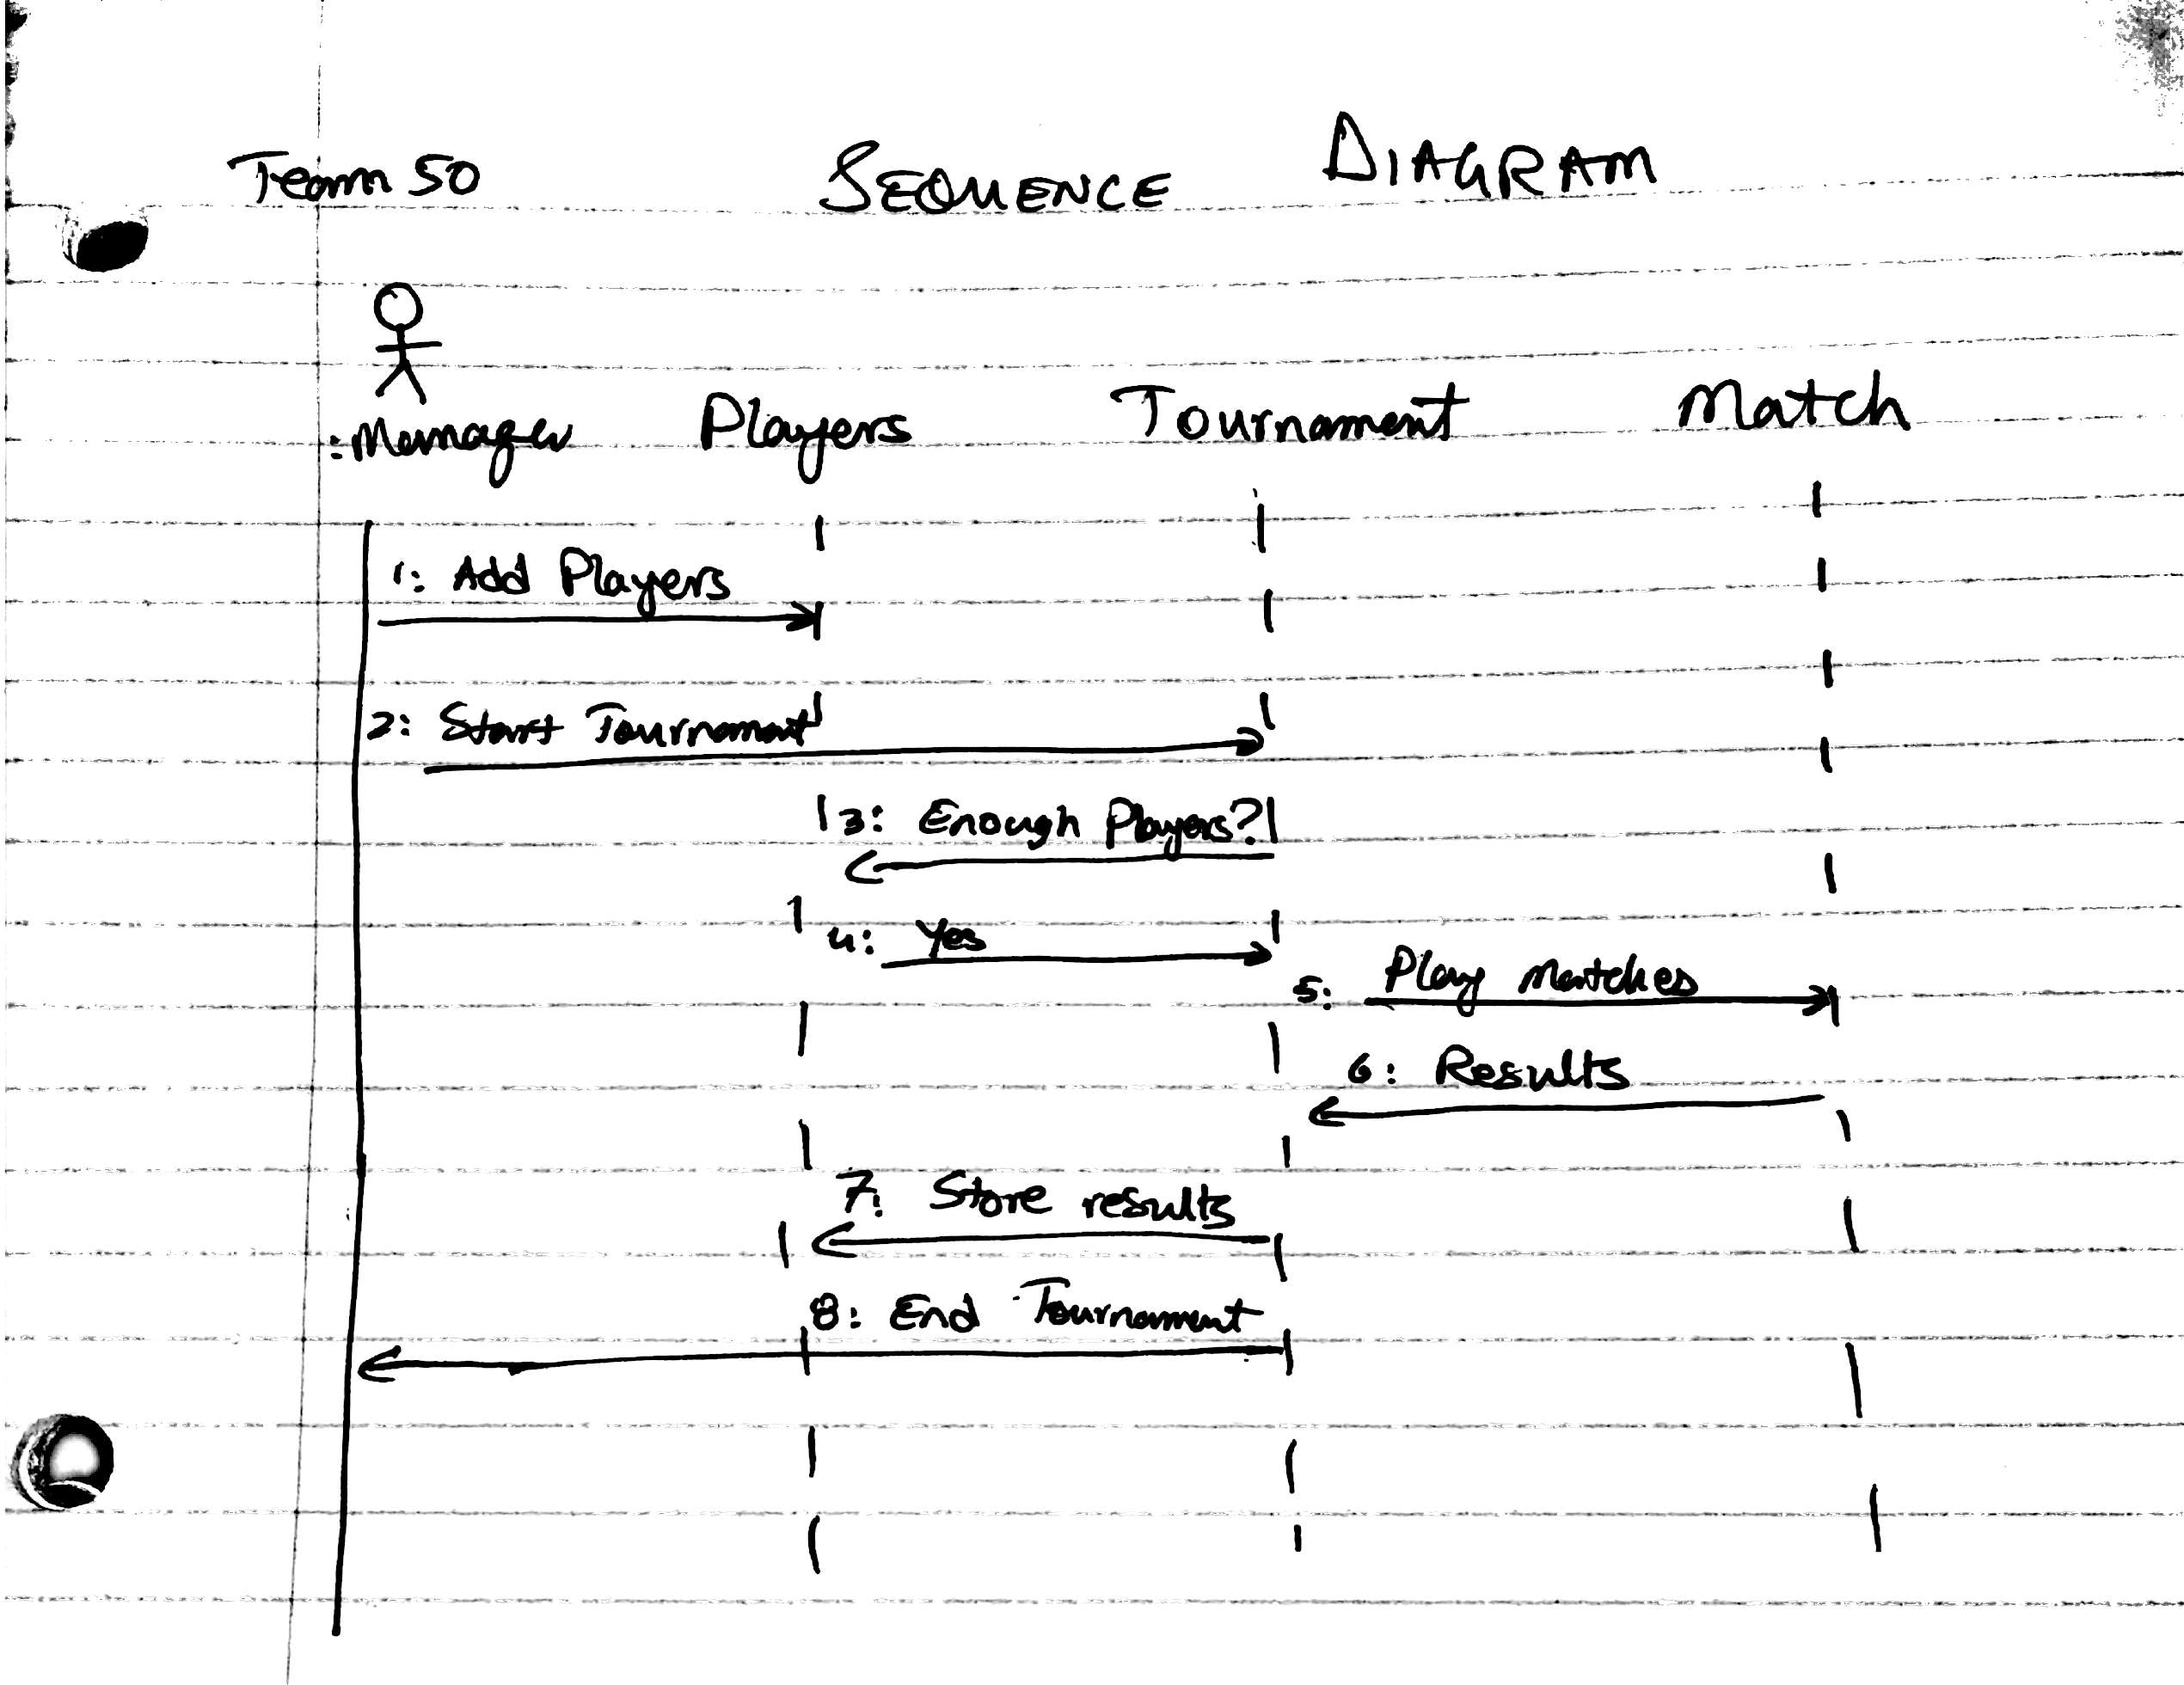 Team 50 SEQUENCE DIAGRAM
:Manager Players Tournament Match
1: Add Players
2: Start Tournament
3: Enough Players?
4: Yes
5: Play Matches
6: Results
7: Store results
8: End Tournament